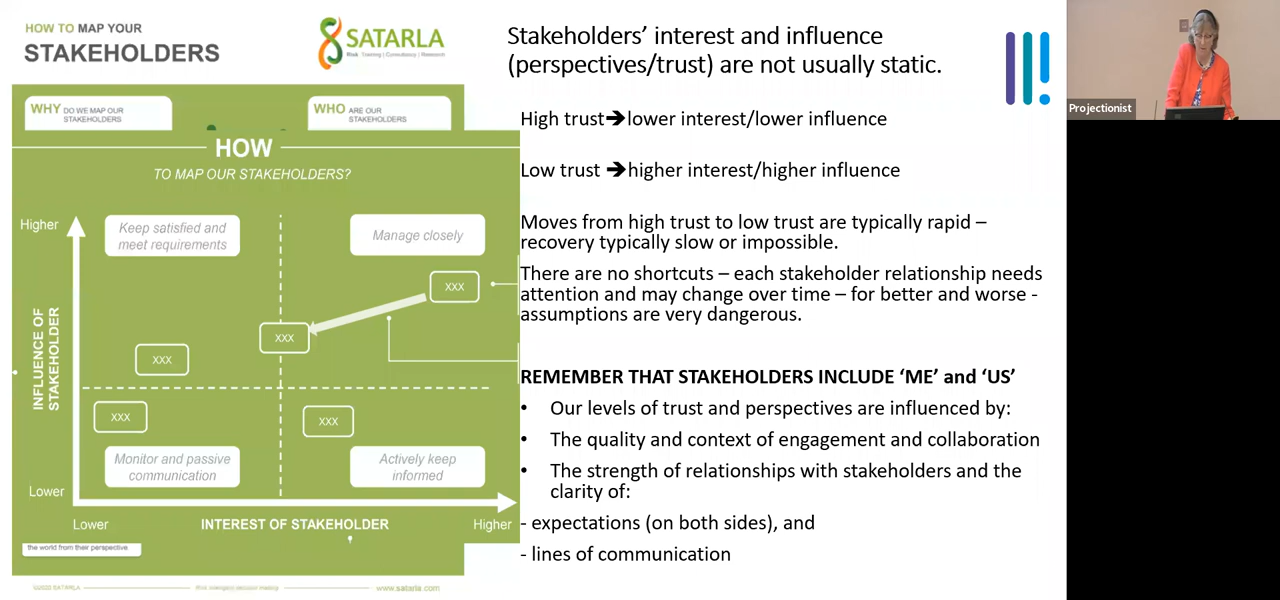 HOW TO MAP YOUR
STAKEHOLDERS
SATARLA
Risk Training | Consultancy | Research
WHY DO WE MAP OUR
STAKEHOLDERS
WHO ARE OUR
STAKEHOLDERS
HOW
TO MAP OUR STAKEHOLDERS?
Higher
Keep satisfied and
meet requirements
Manage closely
XXX
XXX
XXX
XXX
XXX
INFLUENCE OF
STAKEHOLDER
Monitor and passive
communication
Actively keep
informed
Lower
Lower
INTEREST OF STAKEHOLDER
Higher
the world from their perspective
©2022 SATARLA
www.satarla.com
Stakeholders’ interest and influence
(perspectives/trust) are not usually static.
High trust➔lower interest/lower influence
Low trust ➔higher interest/higher influence
Moves from high trust to low trust are typically rapid –
recovery typically slow or impossible.
There are no shortcuts – each stakeholder relationship needs
attention and may change over time – for better and worse -
assumptions are very dangerous.
REMEMBER THAT STAKEHOLDERS INCLUDE ‘ME’ and ‘US’
• Our levels of trust and perspectives are influenced by:
• The quality and context of engagement and collaboration
• The strength of relationships with stakeholders and the
clarity of:
- expectations (on both sides), and
- lines of communication
Projectionist